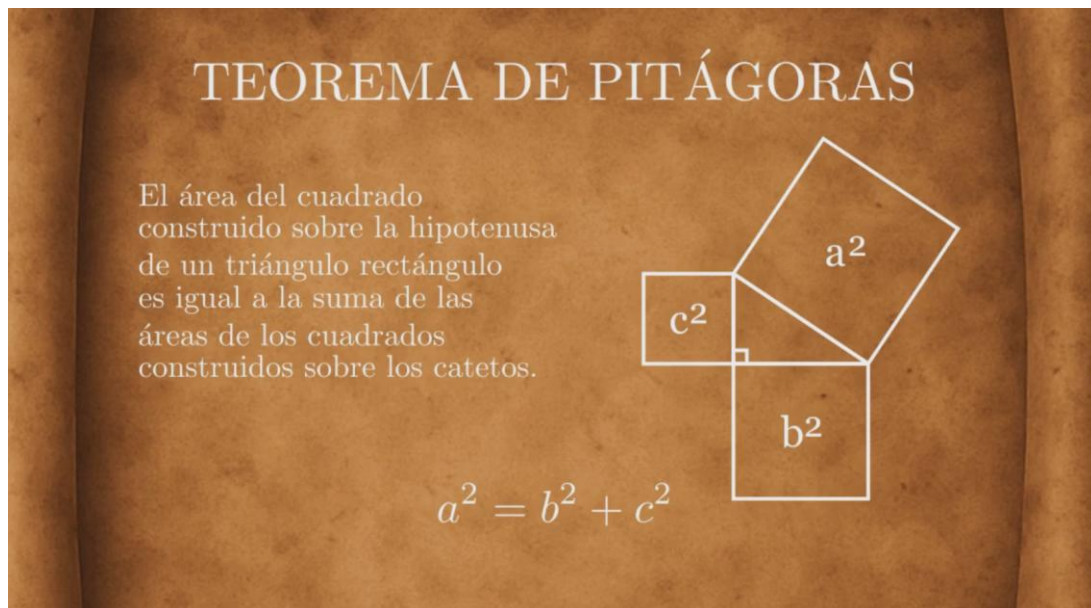 TEOREMA DE PITÁGORAS
El área del cuadrado
construido sobre la hipotenusa
de un triángulo rectángulo
es igual a la suma de las
áreas de los cuadrados
construidos sobre los catetos.
a²
c²
b²
a² = b² + c²